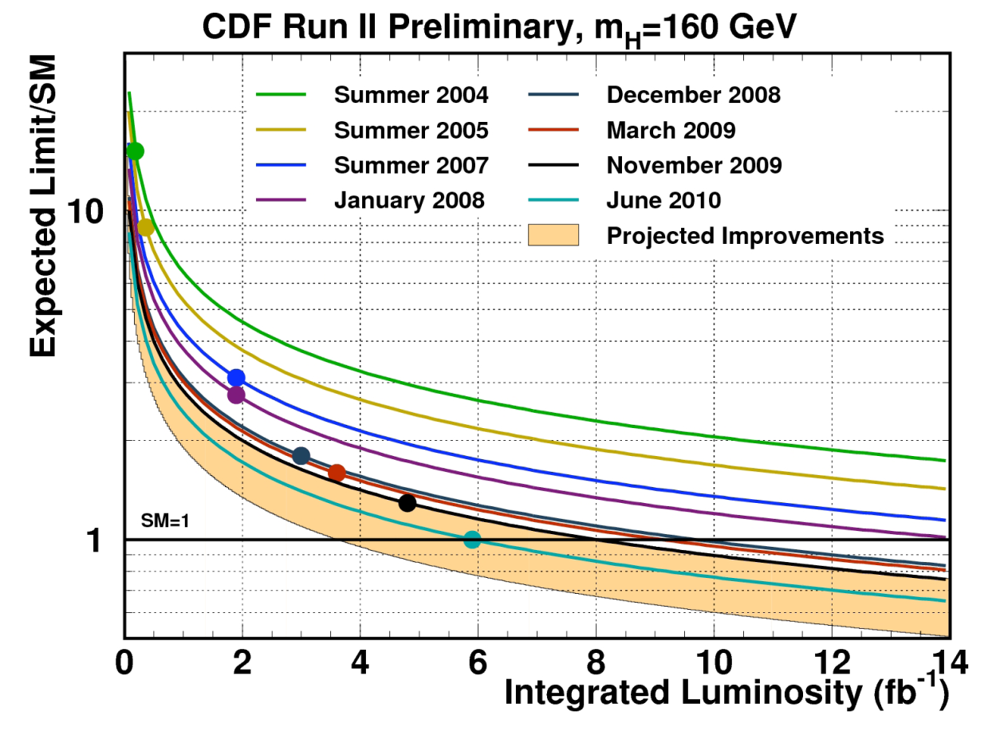 CDF Run II Preliminary, m_H=160 GeV
Expected Limit/SM
10
1
SM=1
Summer 2004
Summer 2005
Summer 2007
January 2008
December 2008
March 2009
November 2009
June 2010
Projected Improvements
0 2 4 6 8 10 12 14
Integrated Luminosity (fb⁻¹)